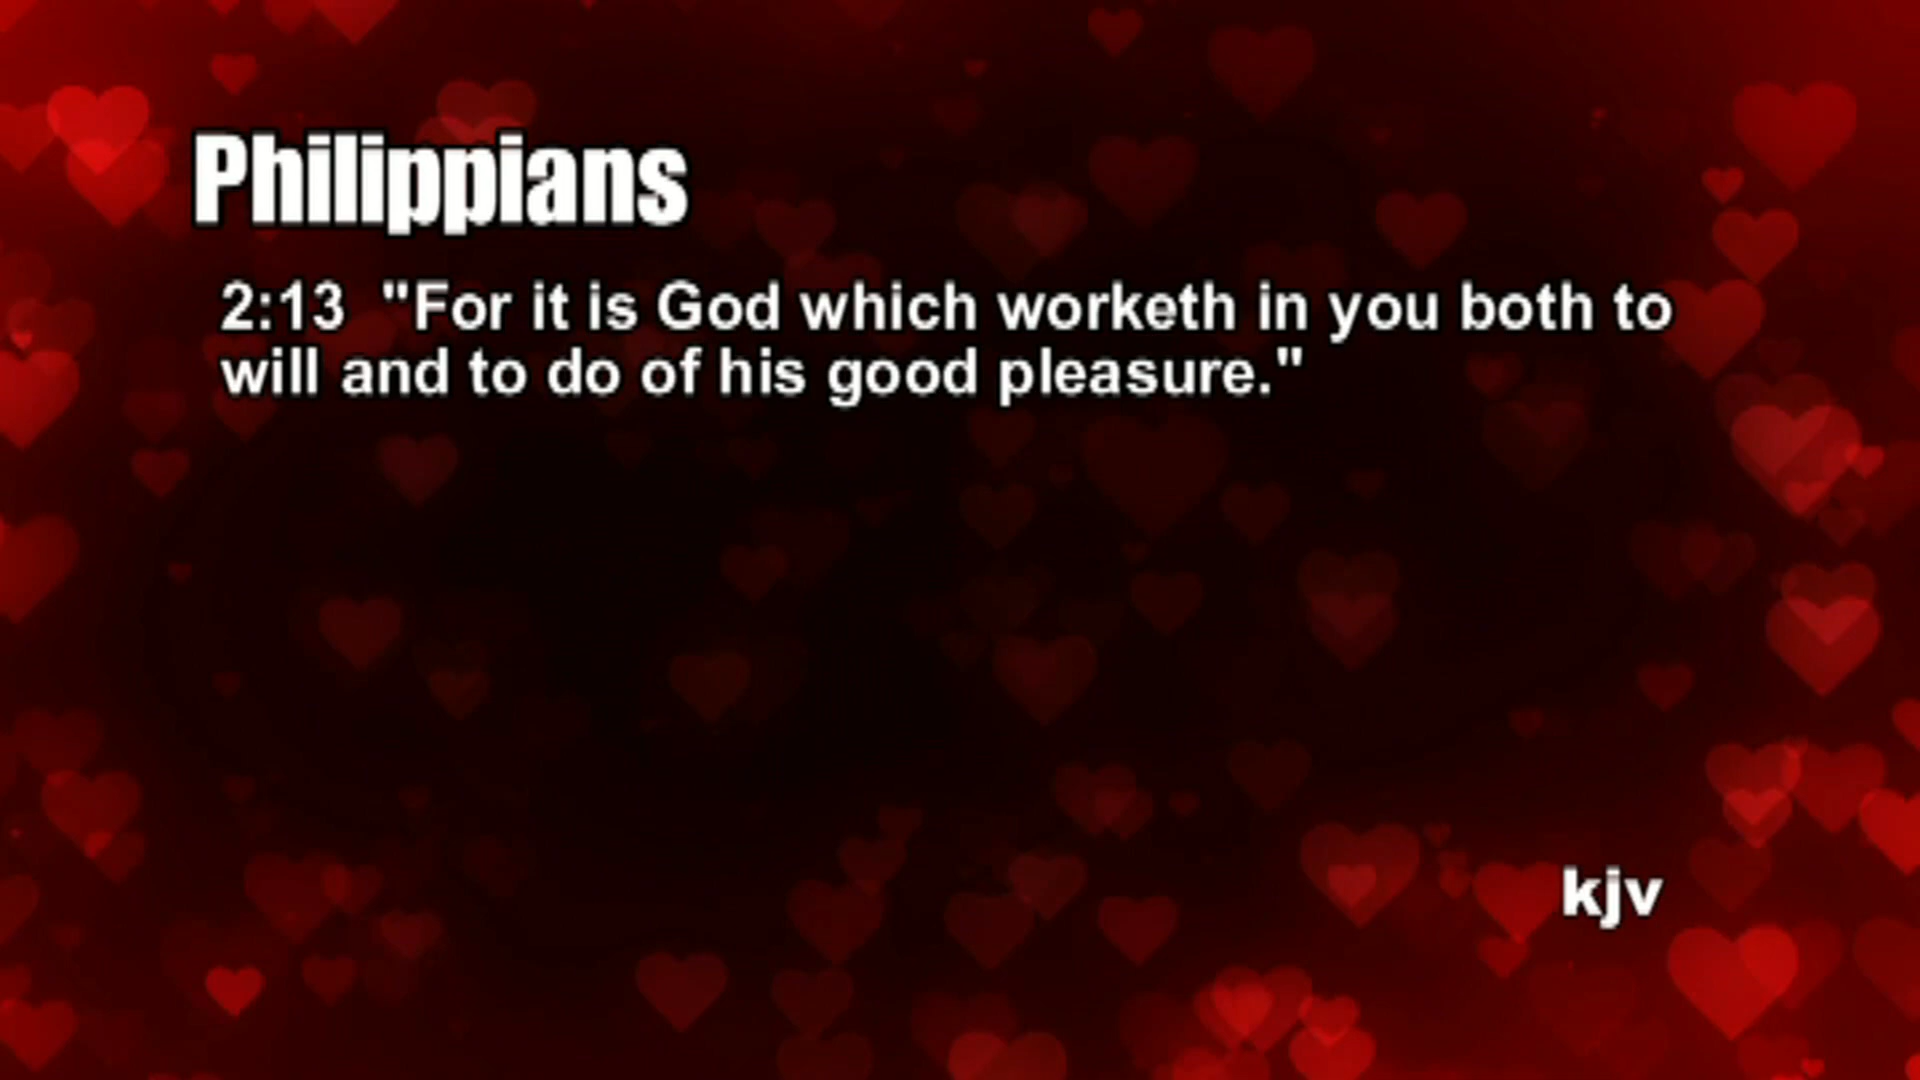 Philippians
2:13 "For it is God which worketh in you both to
will and to do of his good pleasure."
kjv